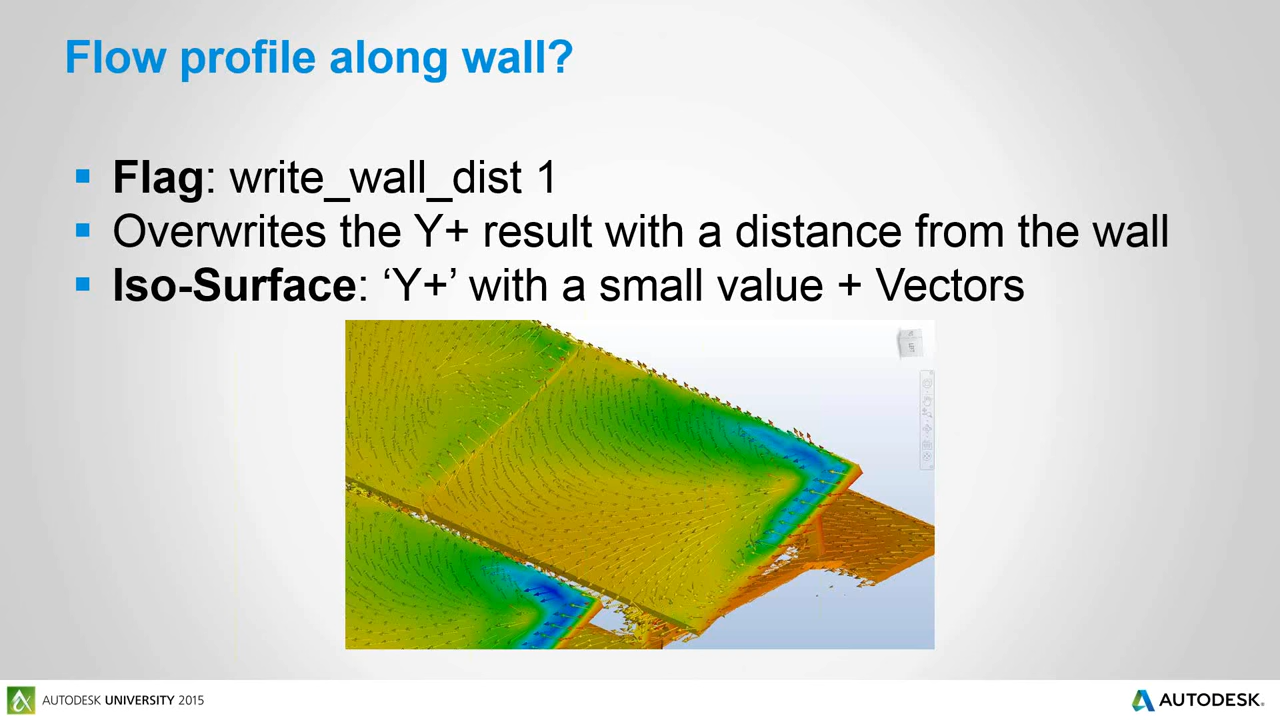 Flow profile along wall?
Flag: write_wall_dist 1
Overwrites the Y+ result with a distance from the wall
Iso-Surface: ‘Y+’ with a small value + Vectors
LEFT
AUTODESK UNIVERSITY 2015
AUTODESK®